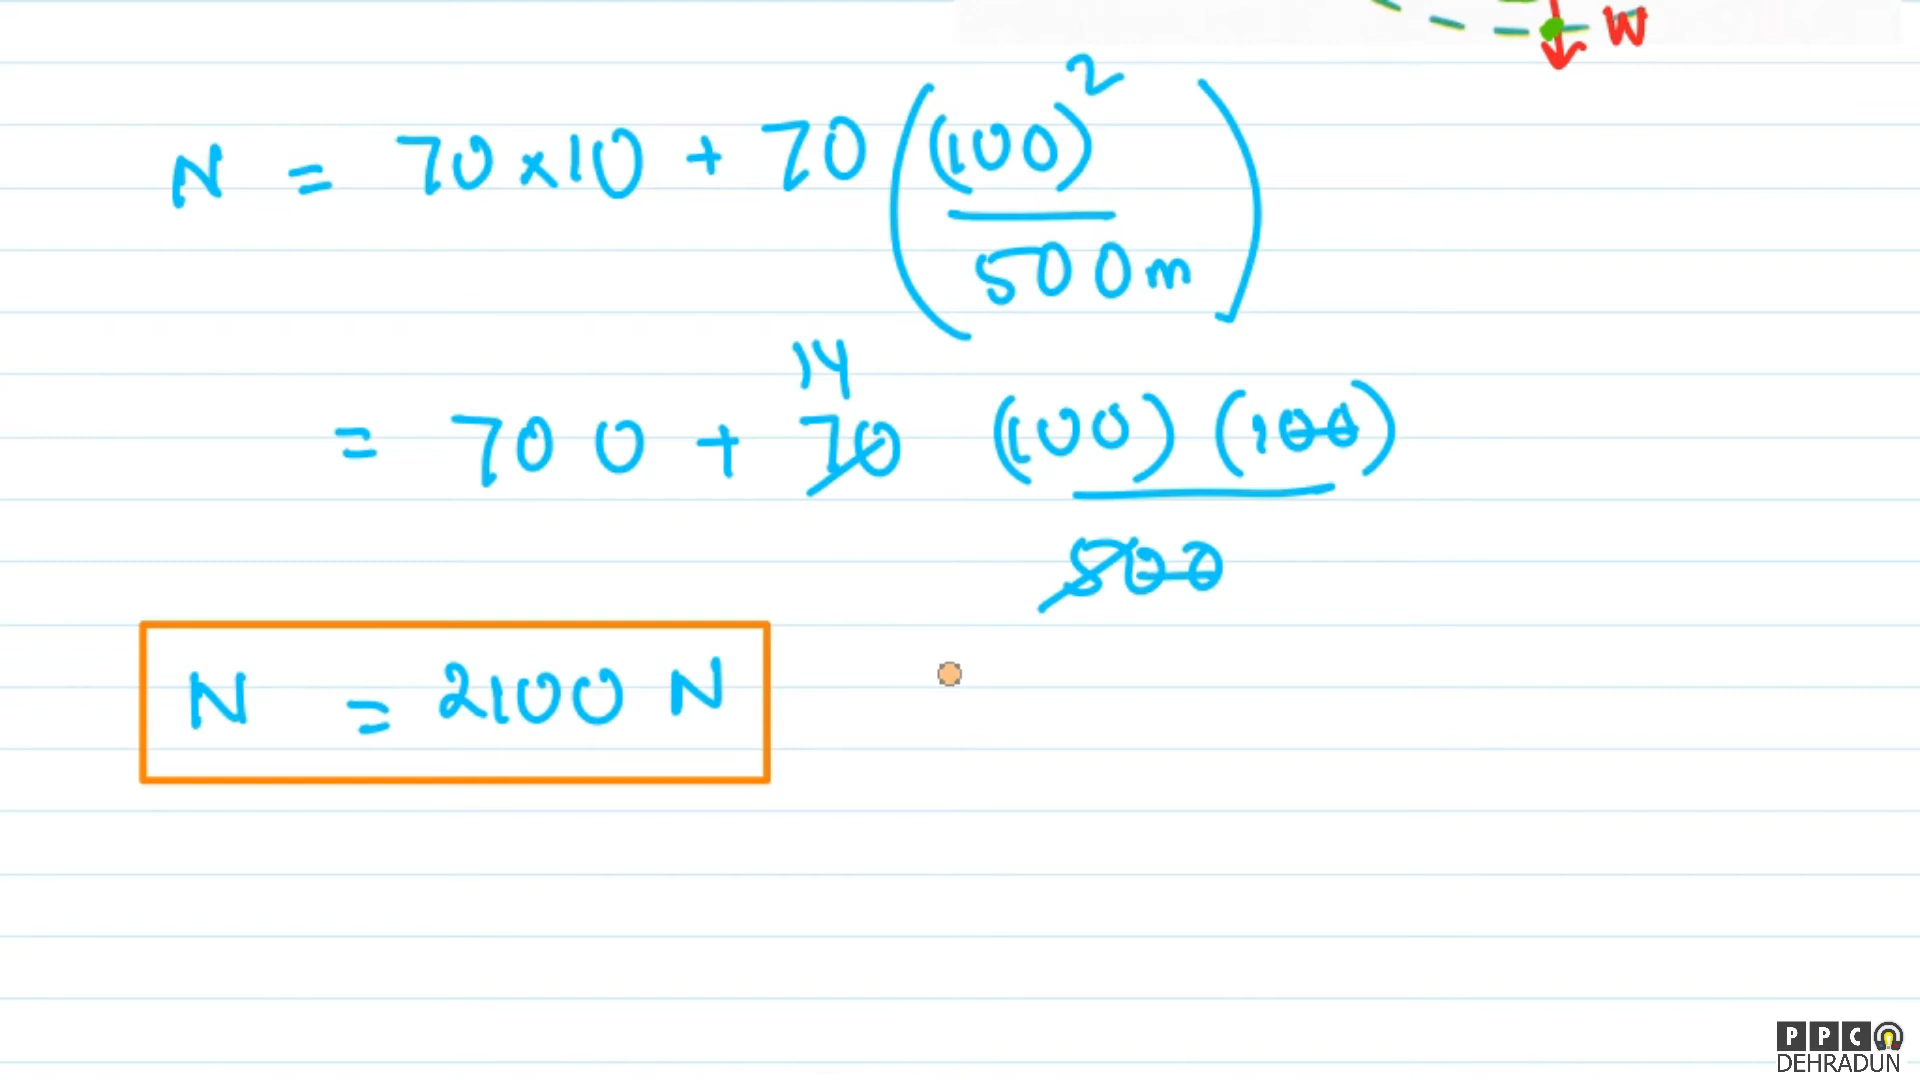 W
N = 70×10 + 70 ((100)² / 500m)
= 700 + 70 (100)(100) / 500
14
N = 2100 N
PPC
DEHRADUN